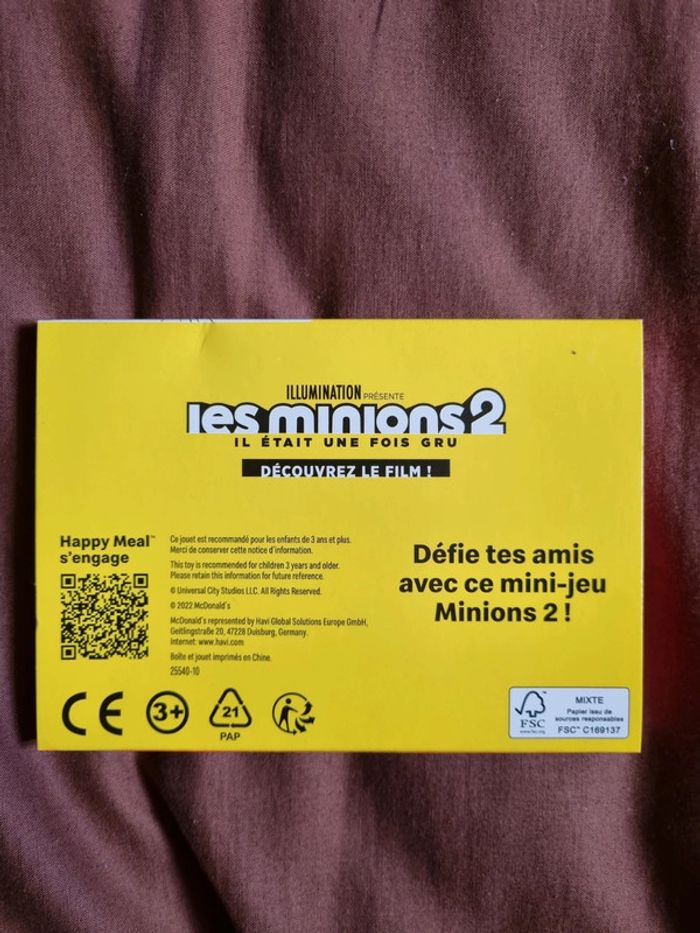 ILLUMINATION PRÉSENTE
les minions 2
IL ÉTAIT UNE FOIS GRU
DÉCOUVREZ LE FILM !
Happy Meal™
s'engage
Ce jouet est recommandé pour les enfants de 3 ans et plus.
Merci de conserver cette notice d'information.
This toy is recommended for children 3 years and older.
Please retain this information for future reference.
© Universal City Studios LLC. All Rights Reserved.
© 2022 McDonald's
McDonald's represented by Havi Global Solutions Europe GmbH,
Geitlingstraße 20, 47228 Duisburg, Germany.
Internet: www.havi.com
Boîte et jouet imprimés en Chine.
25540-10
Défie tes amis
avec ce mini-jeu
Minions 2 !
CE
3+
21
PAP
FSC
www.fsc.org
MIXTE
Papier issu de
sources responsables
FSC™ C169137